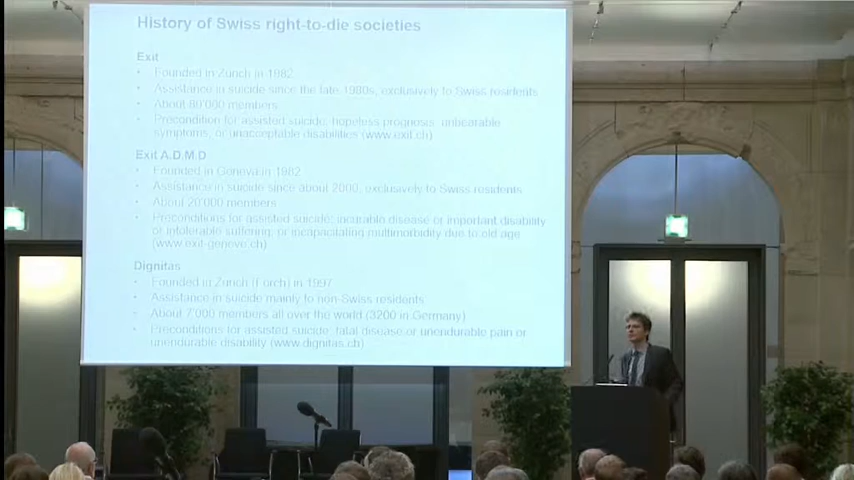 History of Swiss right-to-die societies
Exit
• Founded in Zurich in 1982
• Assistance in suicide since the late 1980s, exclusively to Swiss residents
• About 80'000 members
• Precondition for assisted suicide: hopeless prognosis, unbearable
symptoms, or unacceptable disabilities (www.exit.ch)
Exit A.D.M.D
• Founded in Geneva in 1982
• Assistance in suicide since about 2000, exclusively to Swiss residents
• About 20'000 members
• Preconditions for assisted suicide: incurable disease or important disability
or intolerable suffering, or incapacitating multimorbidity due to old age
(www.exit-geneve.ch)
Dignitas
• Founded in Zurich (Forch) in 1997
• Assistance in suicide mainly to non-Swiss residents
• About 7'000 members all over the world (3200 in Germany)
• Preconditions for assisted suicide: fatal disease or unendurable pain or
unendurable disability (www.dignitas.ch)